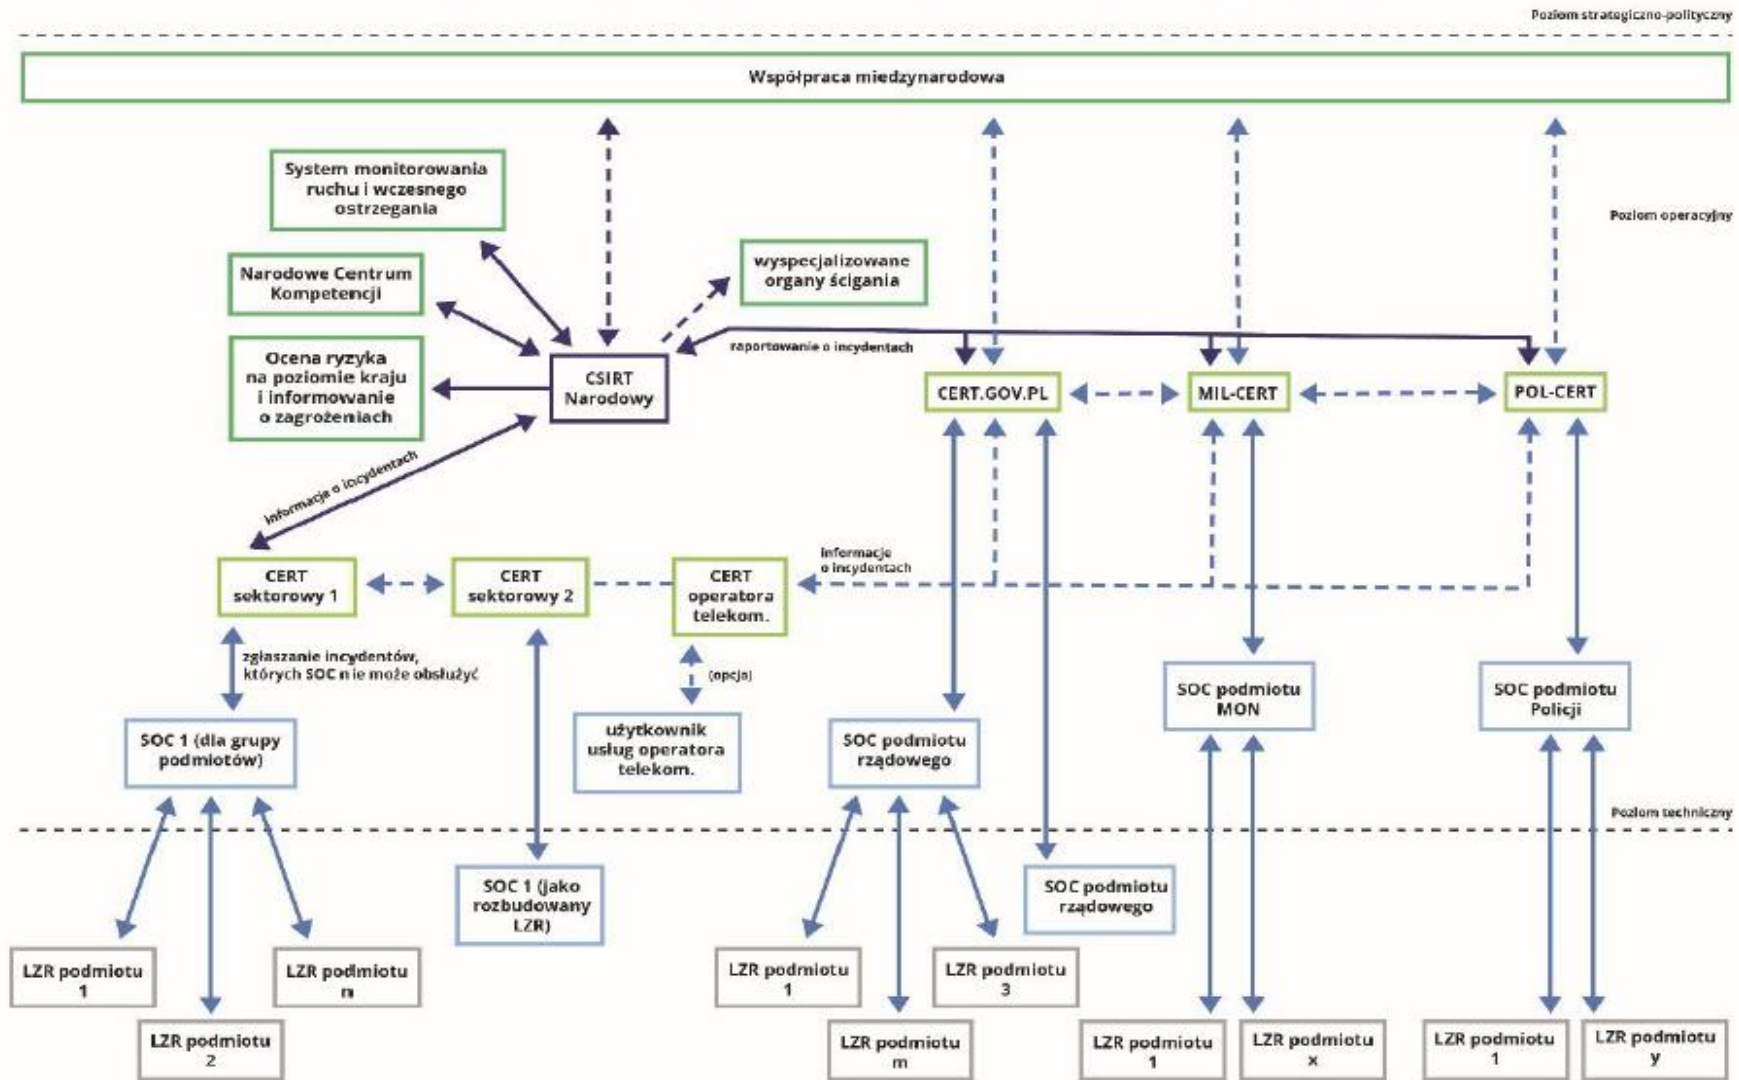 Poziom strategiczno-polityczny
Współpraca miedzynarodowa
System monitorowania
ruchu i wczesnego
ostrzegania
Poziom operacyjny
Narodowe Centrum
Kompetencji
wyspecjalizowane
organy ścigania
Ocena ryzyka
na poziomie kraju
i informowanie
o zagrożeniach
CSIRT
Narodowy
raportowanie o incydentach
CERT.GOV.PL
MIL-CERT
POL-CERT
informacje o incydentach
CERT
sektorowy 1
CERT
sektorowy 2
CERT
operatora
telekom.
informacje
o incydentach
zgłaszanie incydentów,
których SOC nie może obsłużyć
(opcja)
SOC 1 (dla grupy
podmiotów)
użytkownik
usług operatora
telekom.
SOC podmiotu
rządowego
SOC podmiotu
MON
SOC podmiotu
Policji
Poziom techniczny
SOC 1 (jako
rozbudowany
LZR)
SOC podmiotu
rządowego
LZR podmiotu
1
LZR podmiotu
n
LZR podmiotu
2
LZR podmiotu
1
LZR podmiotu
3
LZR podmiotu
m
LZR podmiotu
1
LZR podmiotu
x
LZR podmiotu
1
LZR podmiotu
y